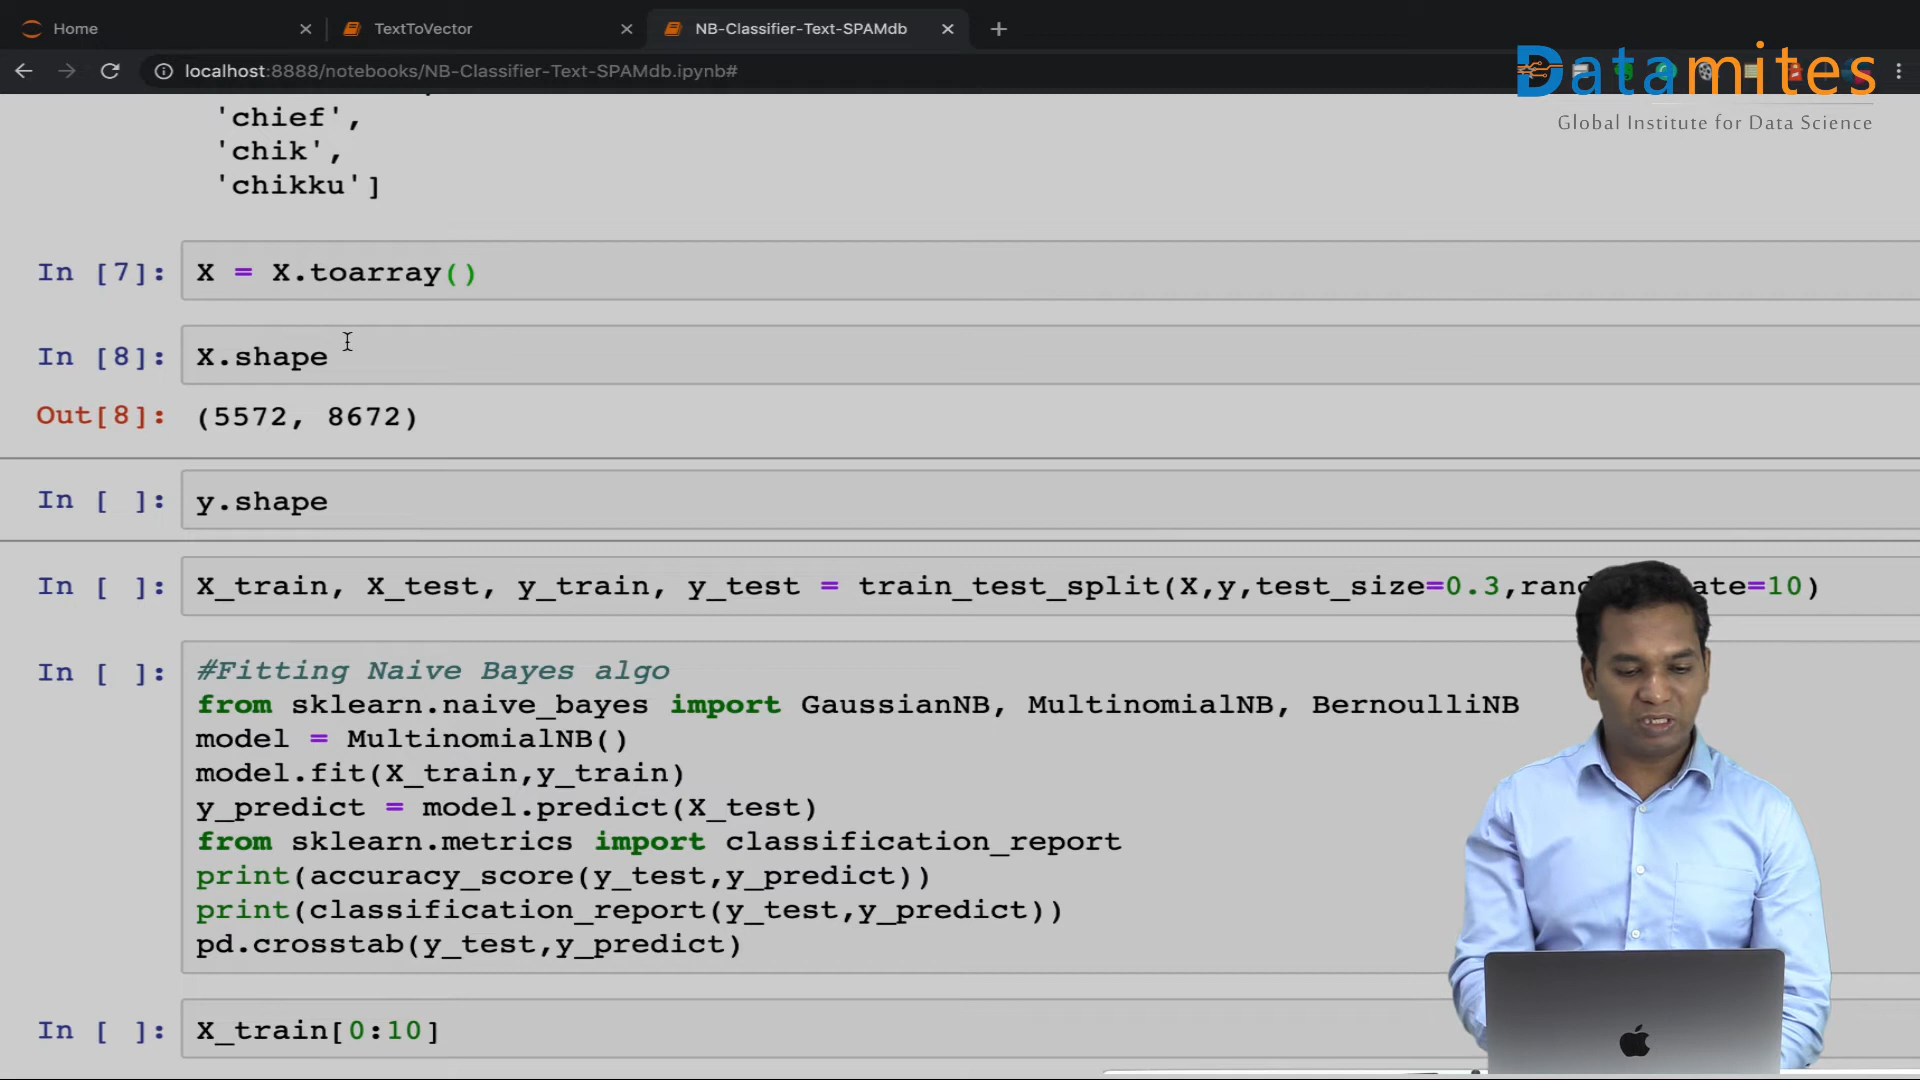 Home
TextToVector
NB-Classifier-Text-SPAMdb
localhost:8888/notebooks/NB-Classifier-Text-SPAMdb.ipynb#
Datamites
Global Institute for Data Science
'chief',
'chik',
'chikku']
In [7]: X = X.toarray()
In [8]: X.shape
Out[8]: (5572, 8672)
In [ ]: y.shape
In [ ]: X_train, X_test, y_train, y_test = train_test_split(X,y,test_size=0.3,rand ate=10)
In [ ]: #Fitting Naive Bayes algo
from sklearn.naive_bayes import GaussianNB, MultinomialNB, BernoulliNB
model = MultinomialNB()
model.fit(X_train,y_train)
y_predict = model.predict(X_test)
from sklearn.metrics import classification_report
print(accuracy_score(y_test,y_predict))
print(classification_report(y_test,y_predict))
pd.crosstab(y_test,y_predict)
In [ ]: X_train[0:10]